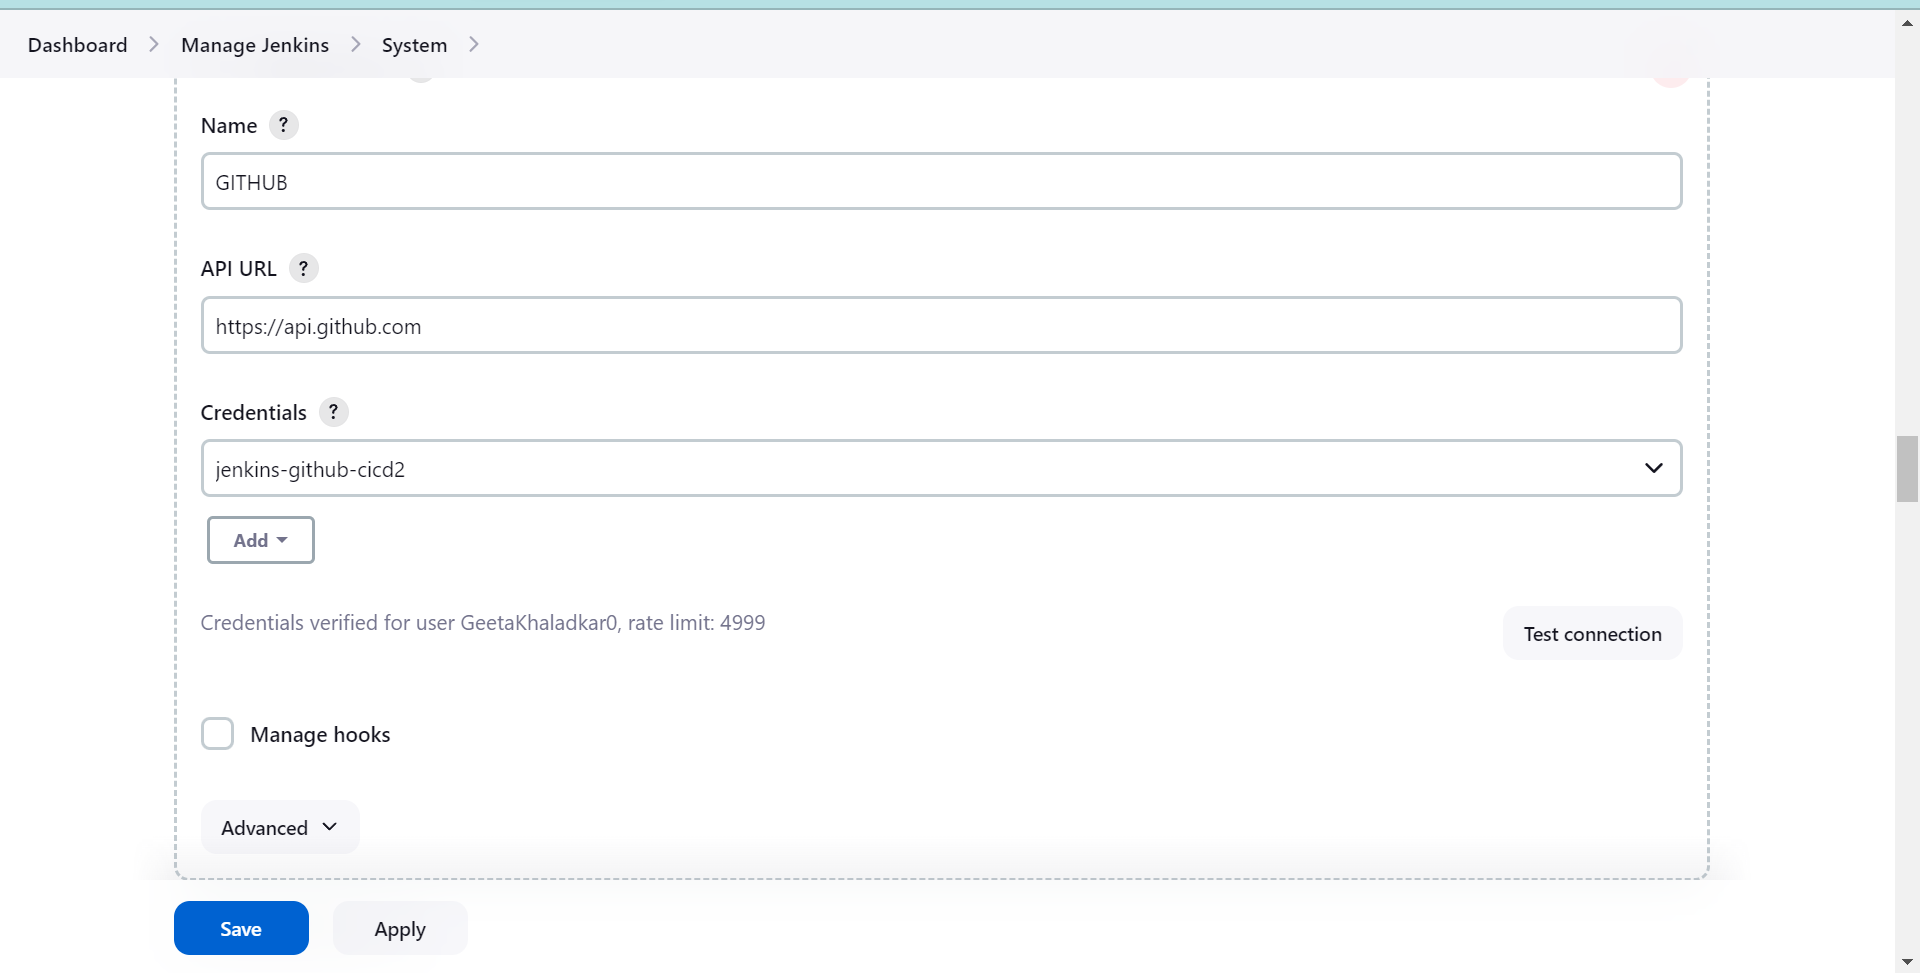 Dashboard > Manage Jenkins > System >
Name ?
GITHUB
API URL ?
https://api.github.com
Credentials ?
jenkins-github-cicd2
Add
Credentials verified for user GeetaKhaladkar0, rate limit: 4999
Test connection
Manage hooks
Advanced
Save Apply